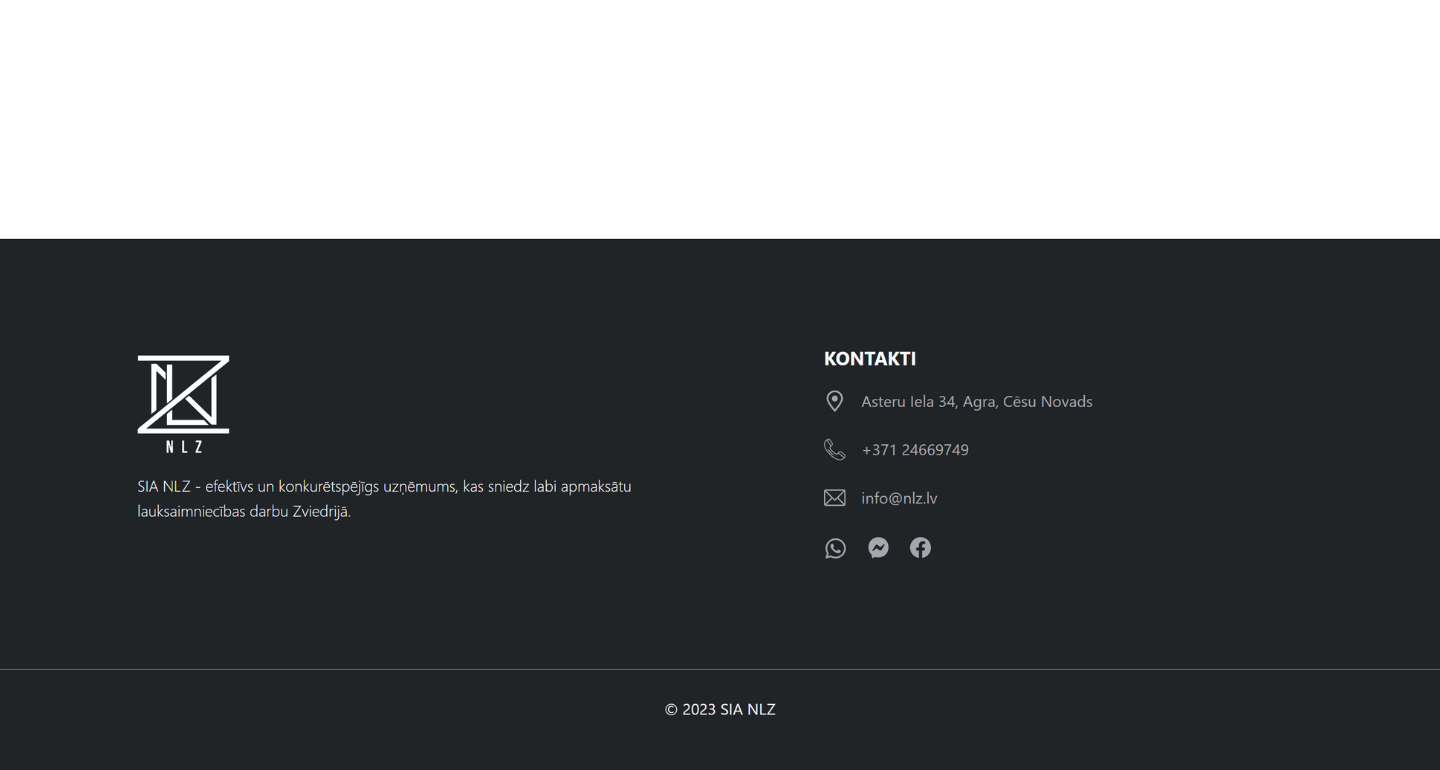 NLZ
SIA NLZ - efektīvs un konkurētspējīgs uzņēmums, kas sniedz labi apmaksātu
lauksaimniecības darbu Zviedrijā.
KONTAKTI
Asteru Iela 34, Agra, Cēsu Novads
+371 24669749
info@nlz.lv
© 2023 SIA NLZ